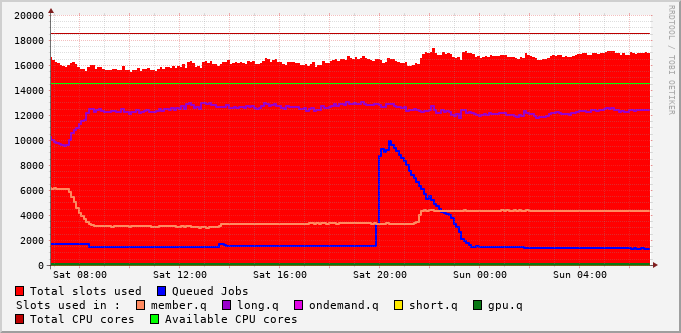 20000
18000
16000
14000
12000
10000
8000
6000
4000
2000
0
Sat 08:00 Sat 12:00 Sat 16:00 Sat 20:00 Sun 00:00 Sun 04:00
RRDTOOL / TOBI OETIKER
Total slots used Queued Jobs
Slots used in : member.q long.q ondemand.q short.q gpu.q
Total CPU cores Available CPU cores